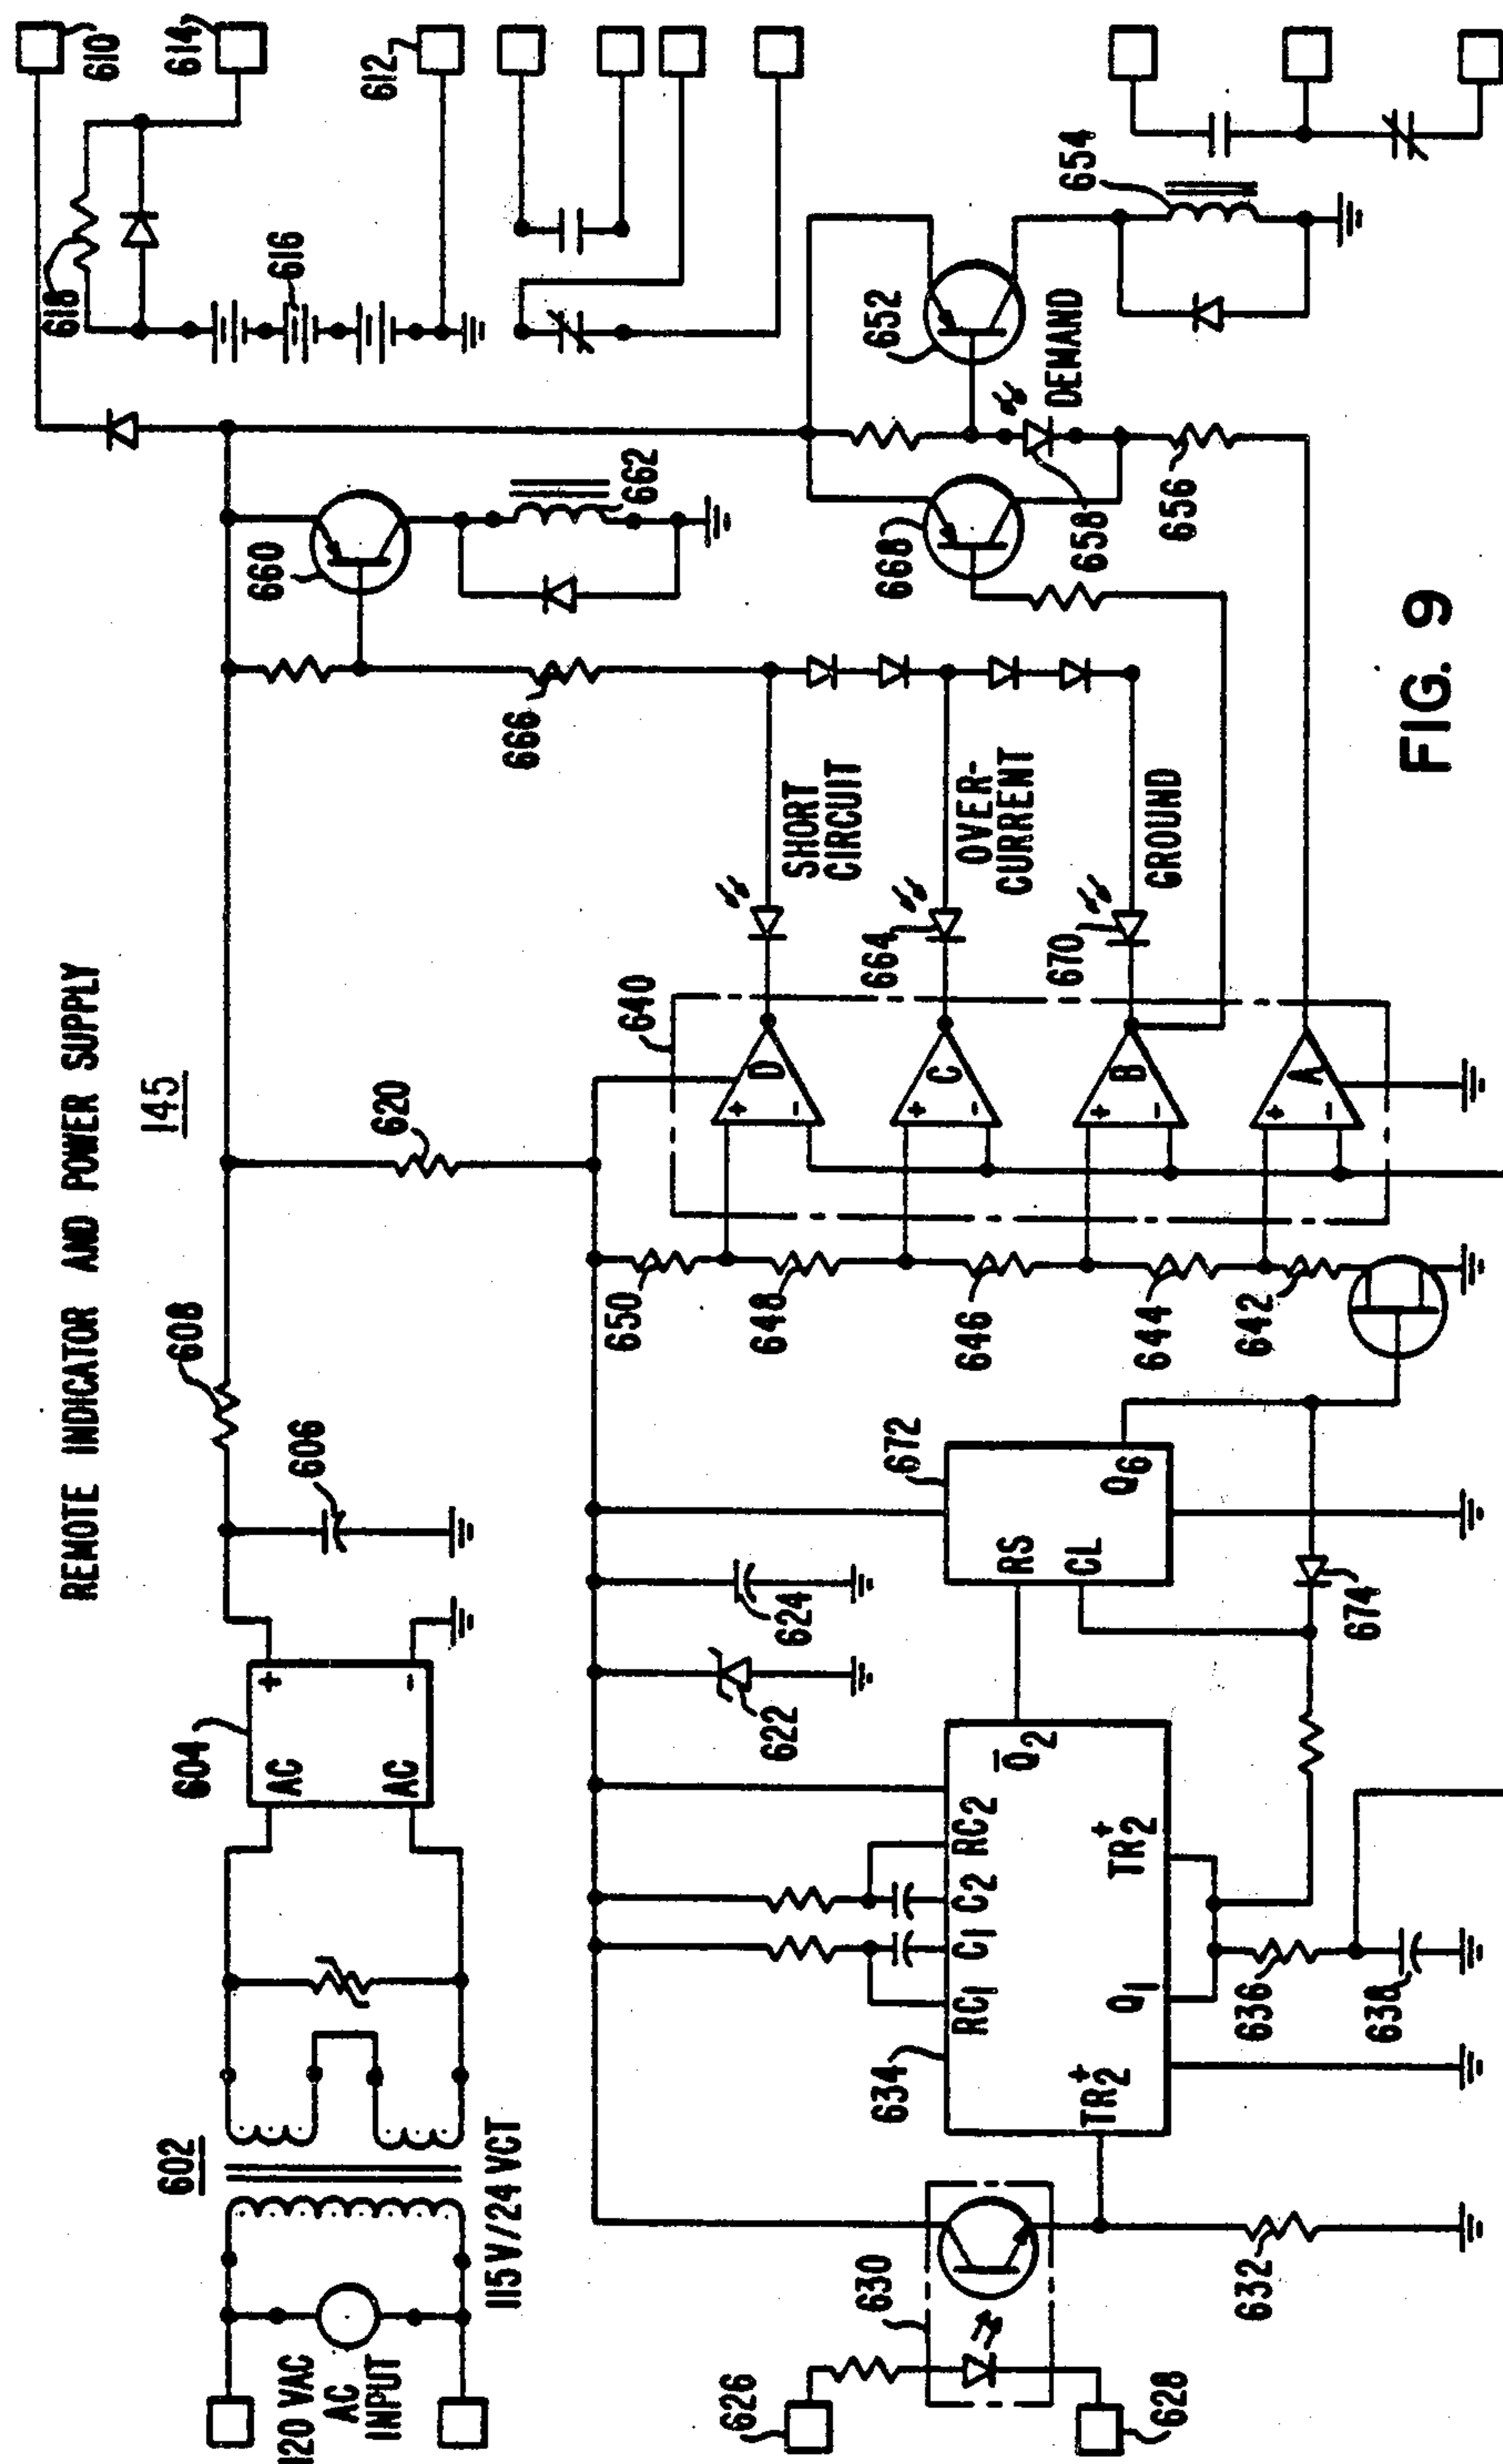 REMOTE INDICATOR AND POWER SUPPLY
145
120 VAC
AC
INPUT
602
115V/24 VCT
604
AC
AC
+
-
606
608
610
614
618
616
612
620
660
662
666
652
654
668
658
DEMAND
656
626
628
630
632
634
RC1 C1 C2 RC2
Q̅2
TR2+
Q1
TR2+
636
638
622
624
672
RS
CL
Q6
674
650
648
646
644
642
640
+
-
D
+
-
C
+
-
B
+
-
A
SHORT
CIRCUIT
664
OVER-
CURRENT
670
GROUND
FIG. 9